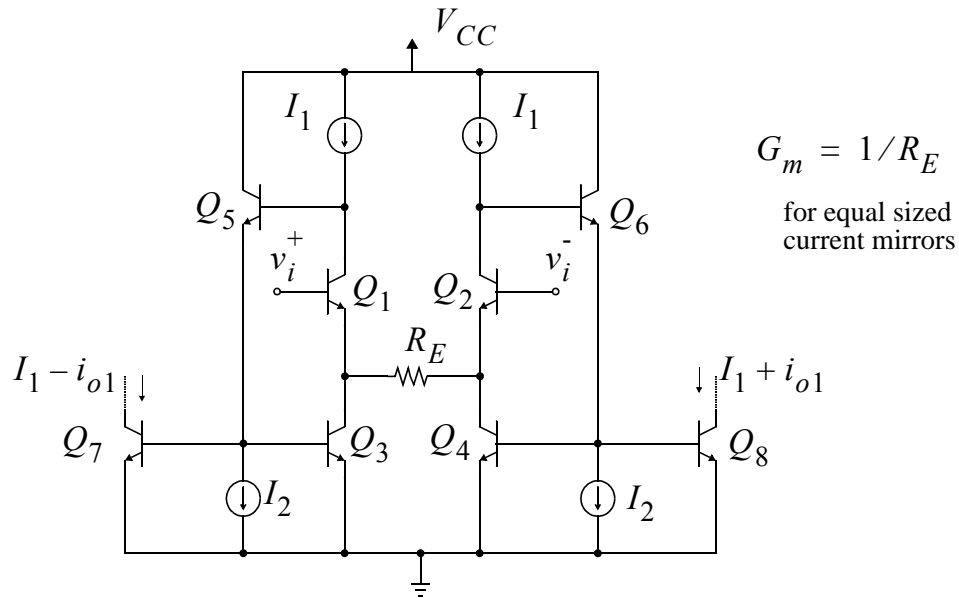 V_CC
I_1
I_1
G_m = 1/R_E
for equal sized
current mirrors
Q_5
Q_6
v_i^+
v_i^-
Q_1
Q_2
R_E
I_1 – i_o1
I_1 + i_o1
Q_7
Q_3
Q_4
Q_8
I_2
I_2